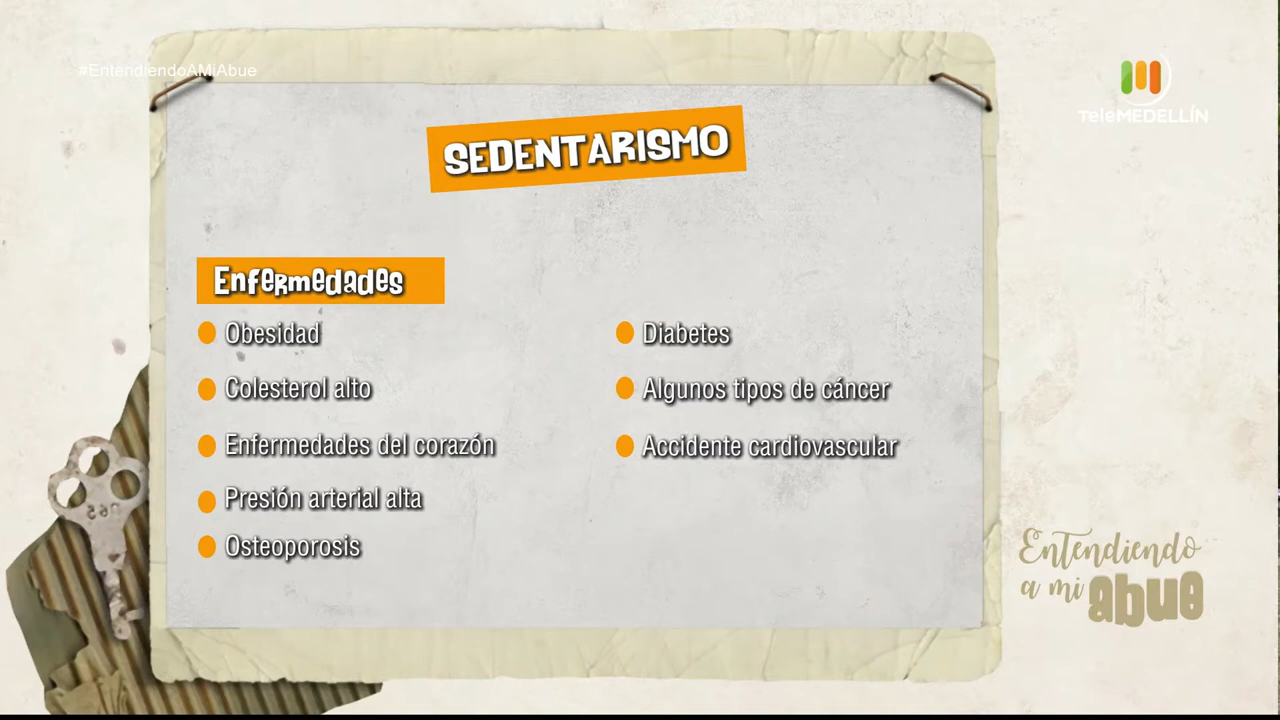 #EntendiendoAMiAbue
TeleMEDELLÍN
SEDENTARISMO
Enfermedades
Obesidad
Colesterol alto
Enfermedades del corazón
Presión arterial alta
Osteoporosis
Diabetes
Algunos tipos de cáncer
Accidente cardiovascular
Entendiendo
a mi abue